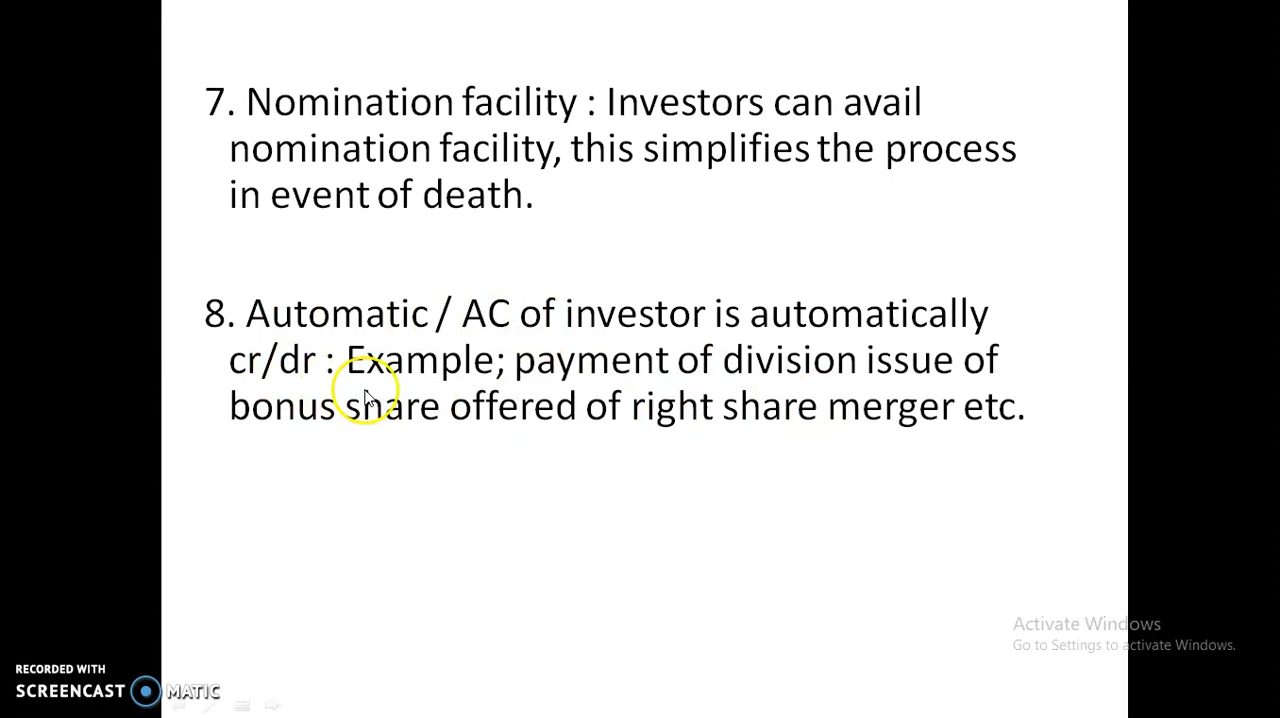 7. Nomination facility : Investors can avail
nomination facility, this simplifies the process
in event of death.
8. Automatic / AC of investor is automatically
cr/dr : Example; payment of division issue of
bonus share offered of right share merger etc.
Activate Windows
Go to Settings to activate Windows.
RECORDED WITH
SCREENCAST MATIC